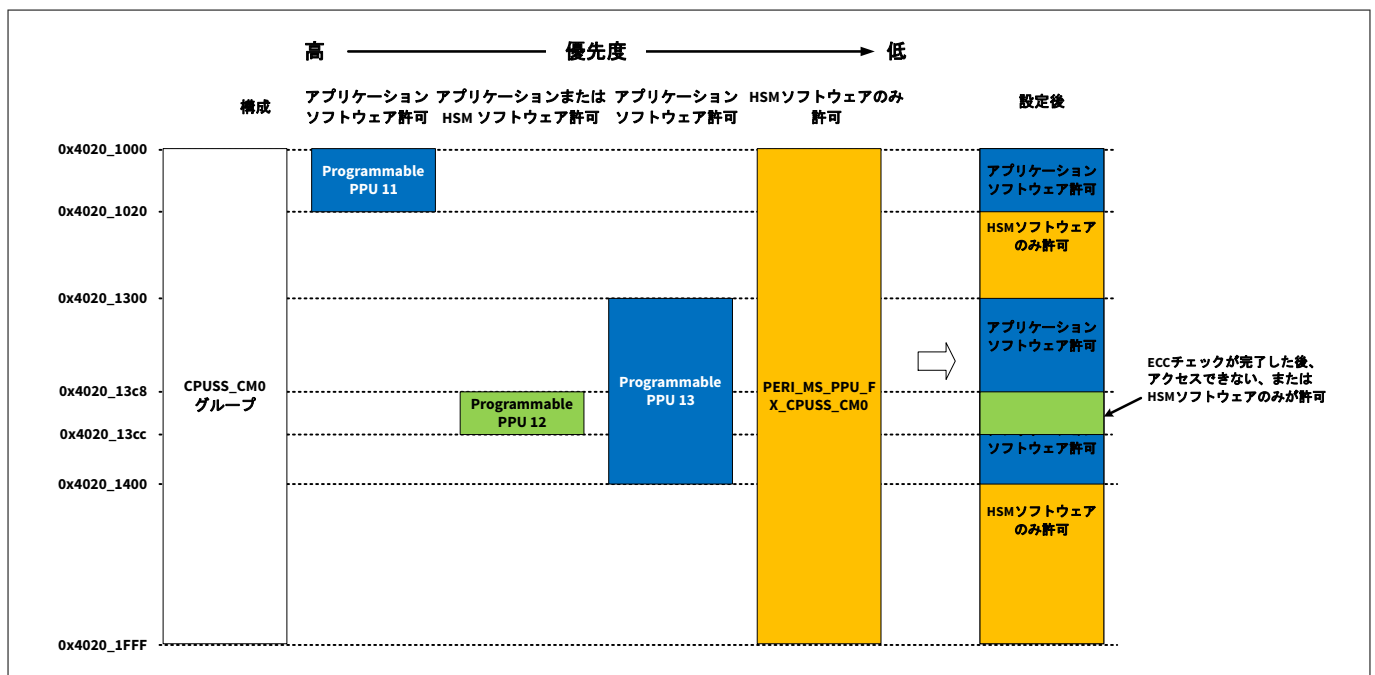 高 優先度 低
構成
アプリケーション
ソフトウェア許可
アプリケーションまたは
HSM ソフトウェア許可
アプリケーション
ソフトウェア許可
HSMソフトウェアのみ
許可
設定後
0x4020_1000
0x4020_1020
0x4020_1300
0x4020_13c8
0x4020_13cc
0x4020_1400
0x4020_1FFF
CPUSS_CM0
グループ
Programmable
PPU 11
Programmable
PPU 12
Programmable
PPU 13
PERI_MS_PPU_F
X_CPUSS_CM0
アプリケーション
ソフトウェア許可
HSMソフトウェア
のみ許可
アプリケーション
ソフトウェア許可
ソフトウェア許可
HSMソフトウェア
のみ許可
ECCチェックが完了した後、
アクセスできない、または
HSMソフトウェアのみが許可